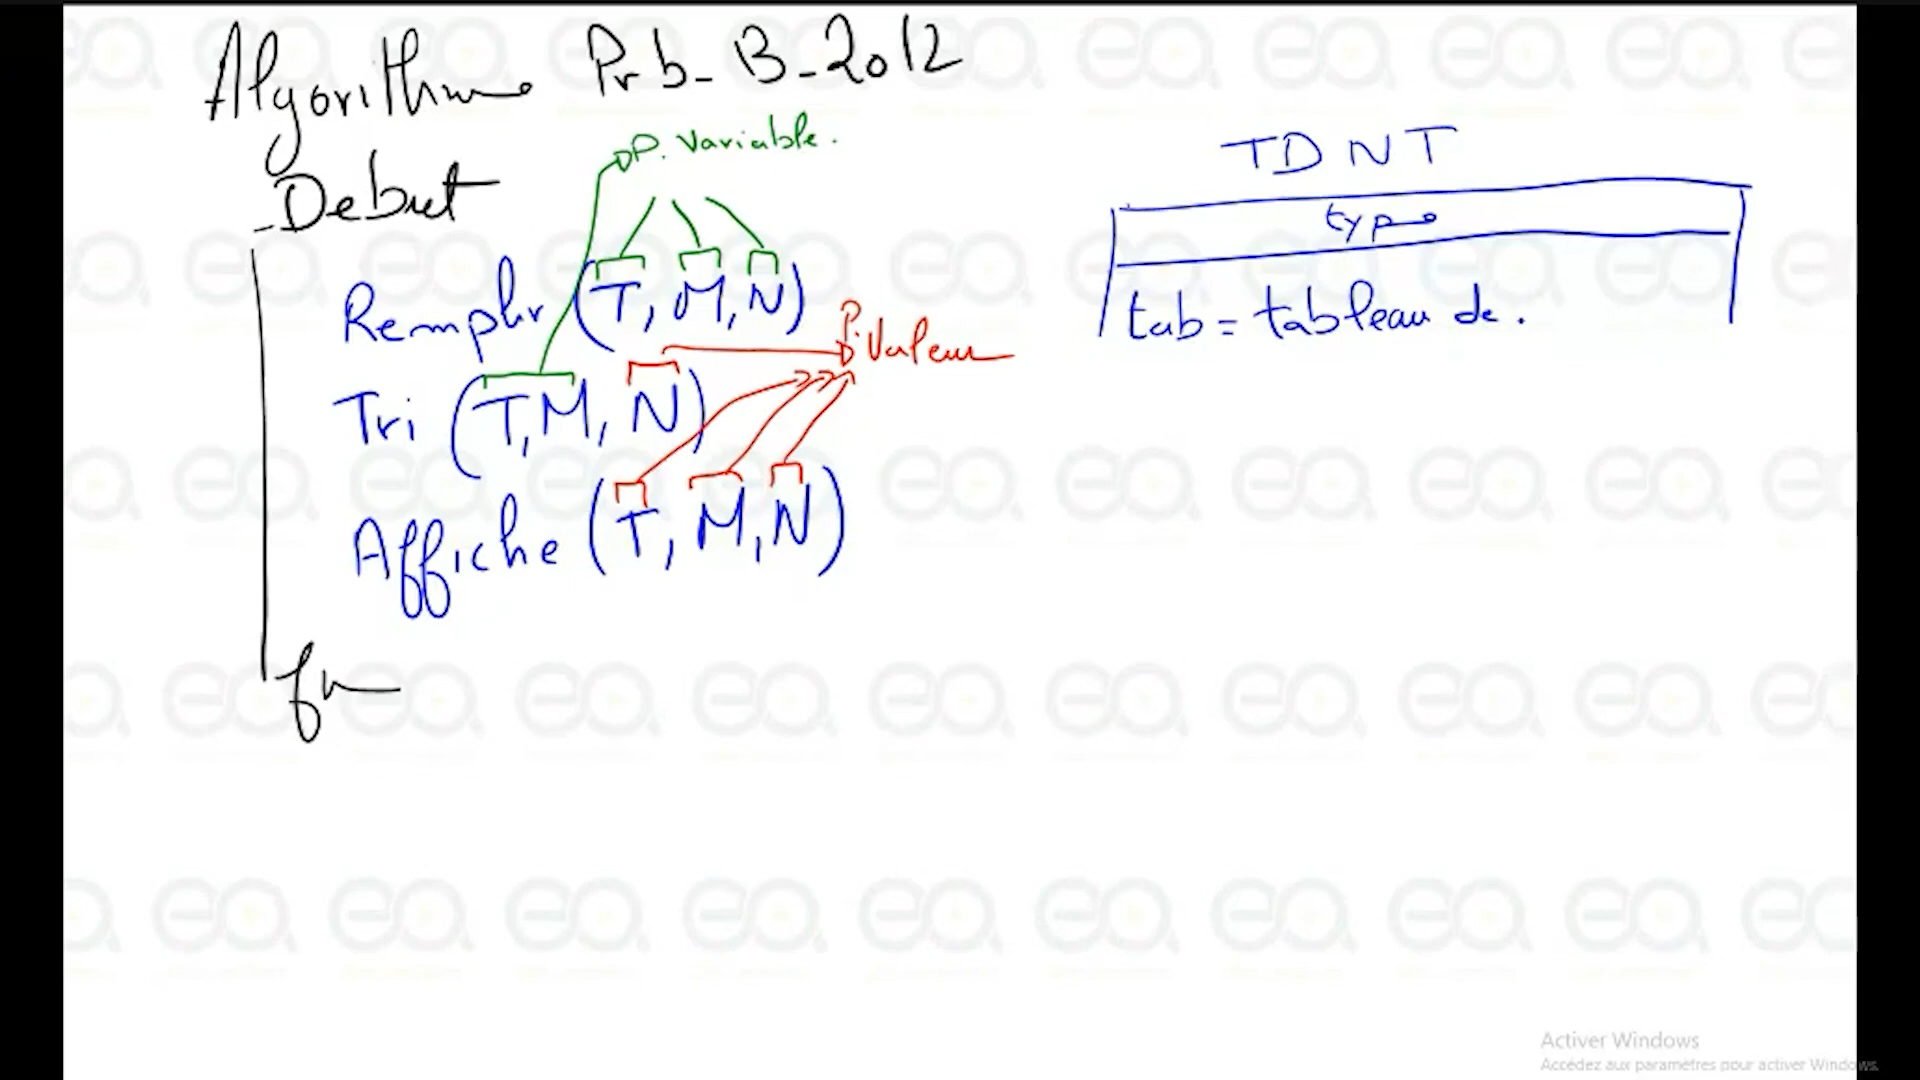 Algorithme Prb_B_2012
P. Variable.
Debut
Remplir (T, M, N)
P. Valeur
Tri (T, M, N)
Affiche (T, M, N)
fin
TDNT
type
tab = tableau de .
Activer Windows
Accédez aux paramètres pour activer Windows.